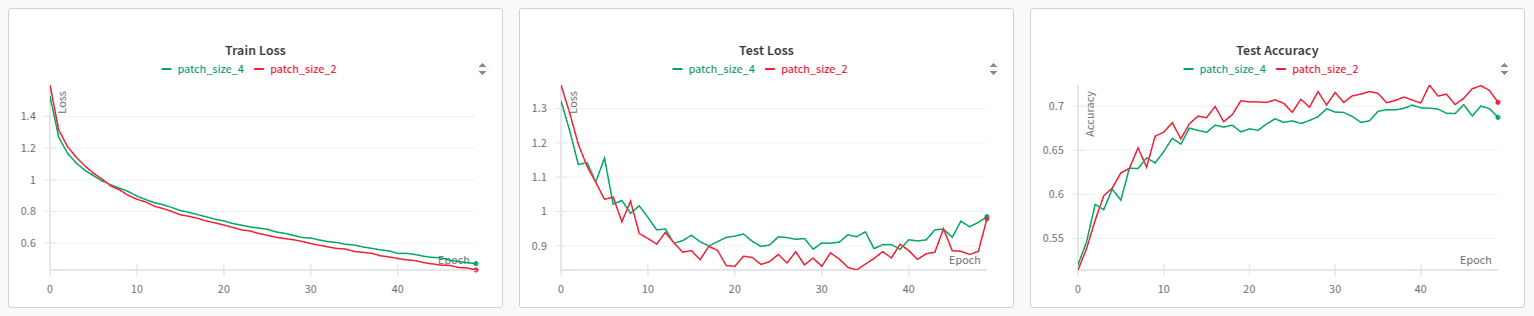 Train Loss
patch_size_4 patch_size_2
Loss
1.4
1.2
1
0.8
0.6
Epoch
0 10 20 30 40
Test Loss
patch_size_4 patch_size_2
Loss
1.3
1.2
1.1
1
0.9
Epoch
0 10 20 30 40
Test Accuracy
patch_size_4 patch_size_2
Accuracy
0.7
0.65
0.6
0.55
Epoch
0 10 20 30 40